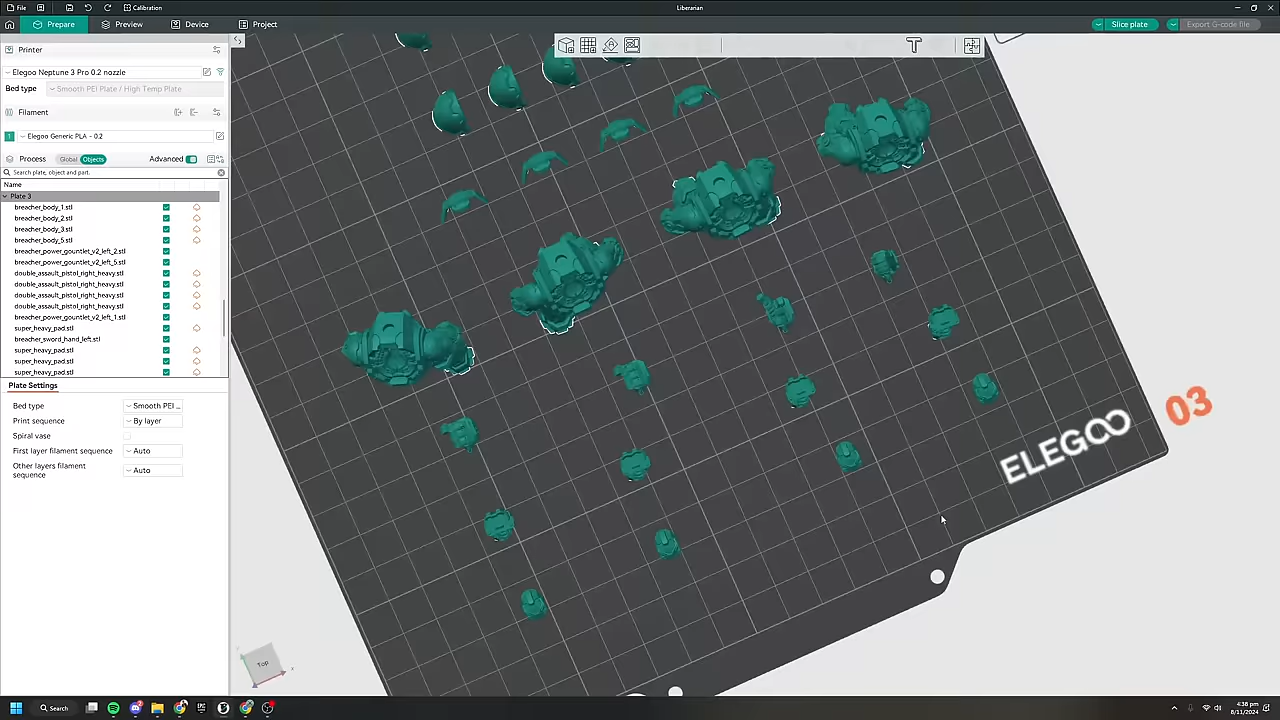 File
Calibration
Liberarian
Prepare
Preview
Device
Project
Slice plate
Export G-code file
Printer
Elegoo Neptune 3 Pro 0.2 nozzle
Bed type
Smooth PEI Plate / High Temp Plate
Filament
1
Elegoo Generic PLA - 0.2
Process
Global
Objects
Advanced
Search plate, object and part.
Name
Plate 3
breacher_body_1.stl
breacher_body_2.stl
breacher_body_3.stl
breacher_body_5.stl
breacher_power_gountlet_v2_left_2.stl
breacher_power_gountlet_v2_left_5.stl
double_assault_pistol_right_heavy.stl
double_assault_pistol_right_heavy.stl
double_assault_pistol_right_heavy.stl
double_assault_pistol_right_heavy.stl
breacher_power_gountlet_v2_left_1.stl
super_heavy_pad.stl
breacher_sword_hand_left.stl
super_heavy_pad.stl
super_heavy_pad.stl
super_heavy_pad.stl
Plate Settings
Bed type
Smooth PEI ...
Print sequence
By layer
Spiral vase
First layer filament sequence
Auto
Other layers filament
sequence
Auto
ELEGOO
03
Top
Search
4:38 pm
8/11/2024